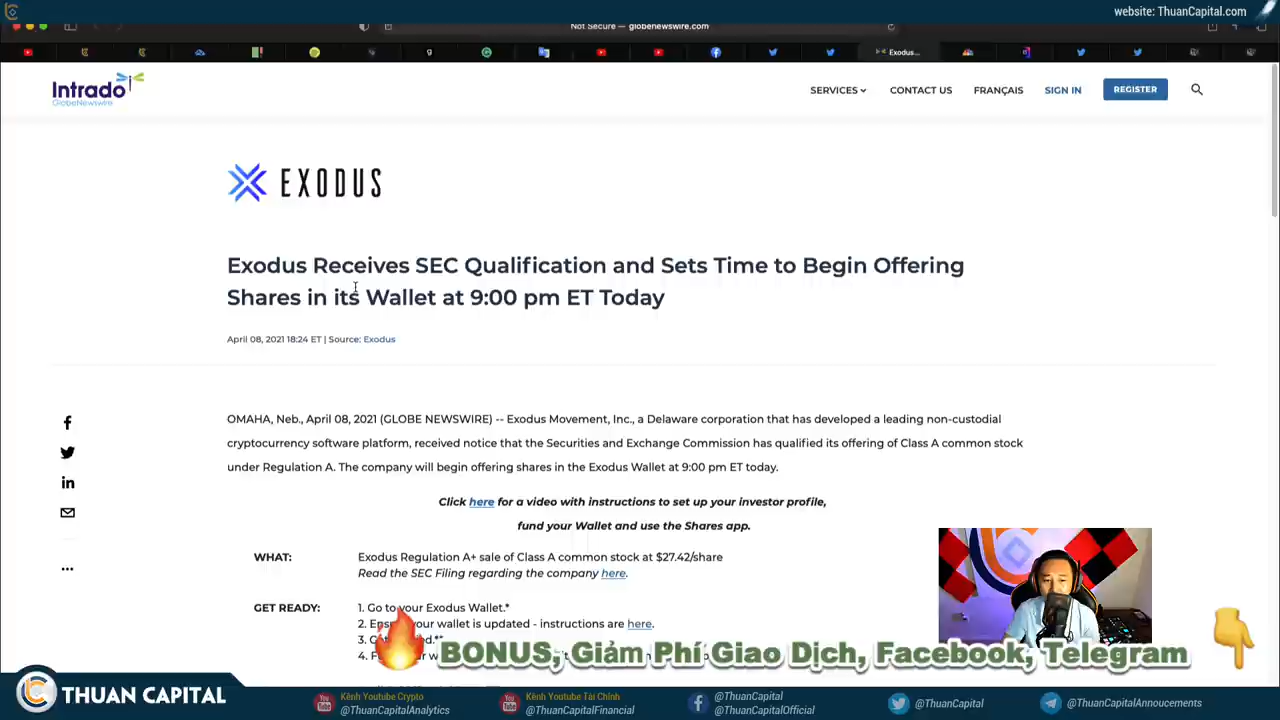 website: ThuanCapital.com
Not Secure — globenewswire.com
Exodus...
Intrado
GlobeNewswire
SERVICES
CONTACT US
FRANÇAIS
SIGN IN
REGISTER
EXODUS
Exodus Receives SEC Qualification and Sets Time to Begin Offering
Shares in its Wallet at 9:00 pm ET Today
April 08, 2021 18:24 ET | Source: Exodus
OMAHA, Neb., April 08, 2021 (GLOBE NEWSWIRE) -- Exodus Movement, Inc., a Delaware corporation that has developed a leading non-custodial
cryptocurrency software platform, received notice that the Securities and Exchange Commission has qualified its offering of Class A common stock
under Regulation A. The company will begin offering shares in the Exodus Wallet at 9:00 pm ET today.
Click here for a video with instructions to set up your investor profile,
fund your Wallet and use the Shares app.
WHAT: Exodus Regulation A+ sale of Class A common stock at $27.42/share
Read the SEC Filing regarding the company here.
GET READY: 1. Go to your Exodus Wallet.*
2. your wallet is updated - instructions are here.
3.
4.
BONUS, Giảm Phí Giao Dịch, Facebook, Telegram
THUAN CAPITAL
Kênh Youtube Crypto
@ThuanCapitalAnalytics
Kênh Youtube Tài Chính
@ThuanCapitalFinancial
@ThuanCapital
@ThuanCapitalOfficial
@ThuanCapital
@ThuanCapitalAnnoucements